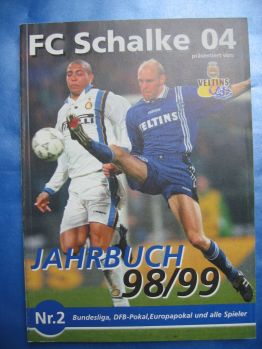 FC Schalke 04
präsentiert von:
VELTINS
VELTINS
JAHRBUCH
98/99
Nr.2
Bundesliga, DFB-Pokal,Europapokal und alle Spieler